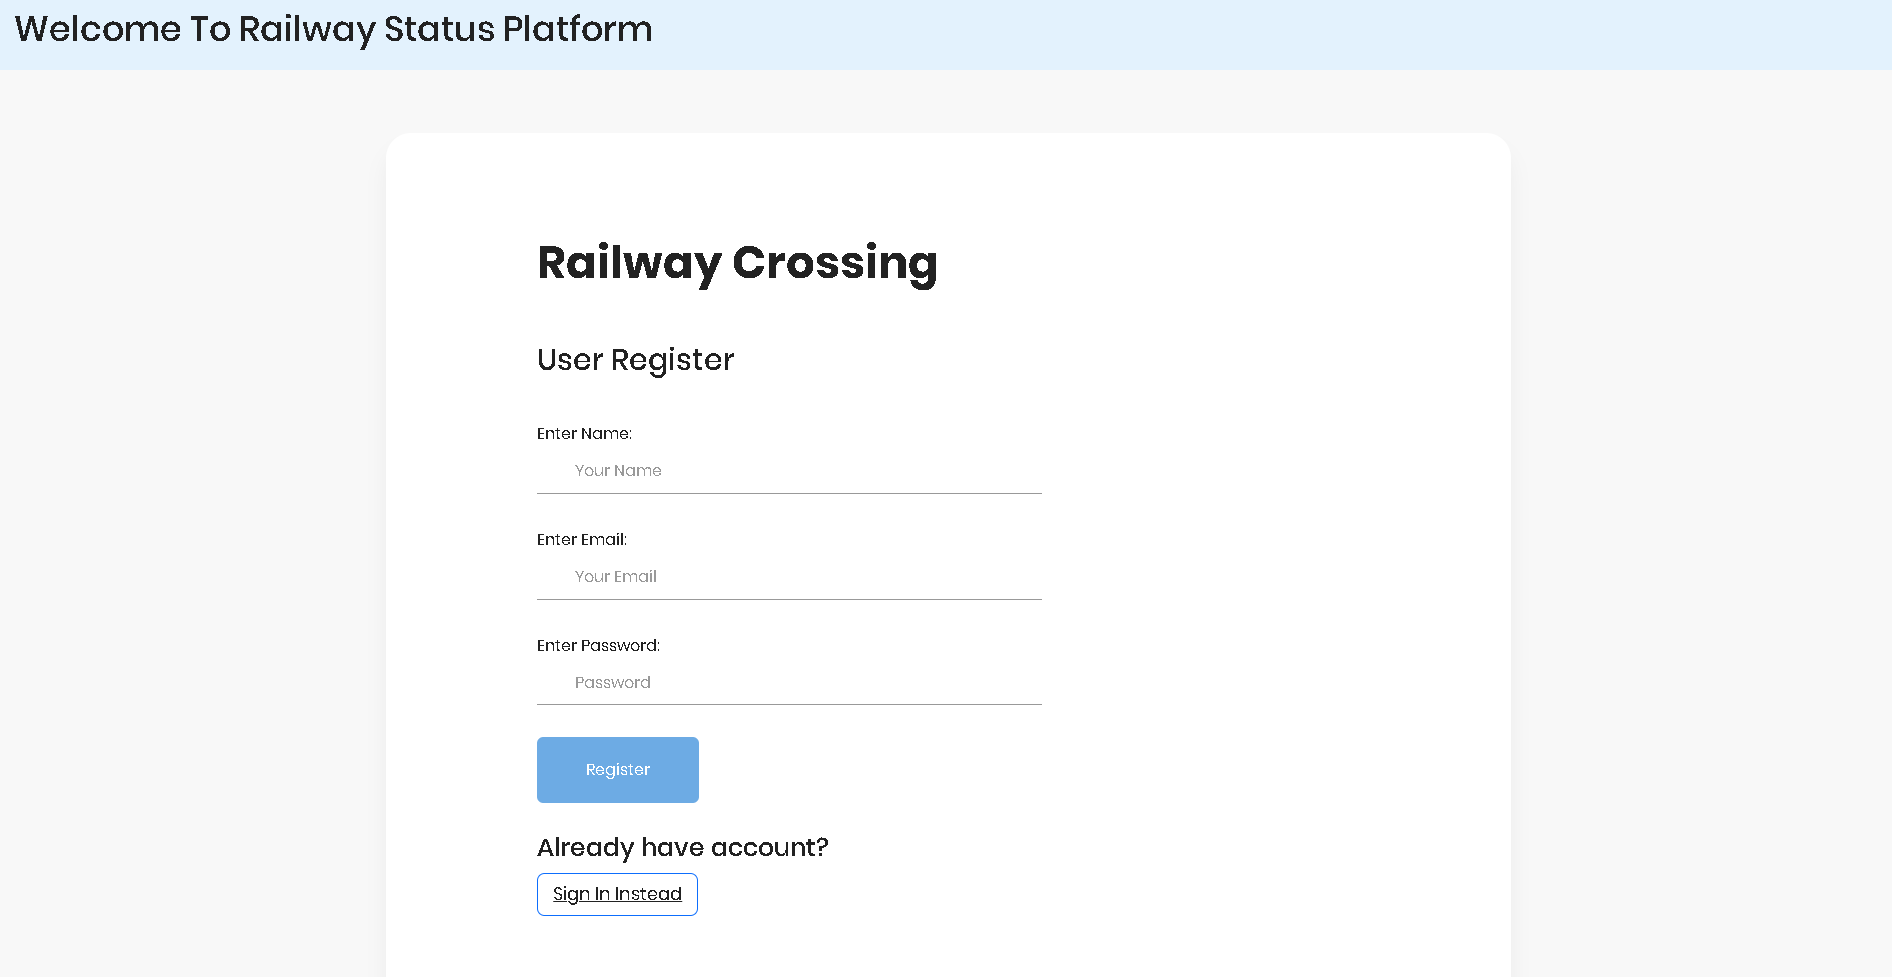 Welcome To Railway Status Platform
Railway Crossing
User Register
Enter Name:
Your Name
Enter Email:
Your Email
Enter Password:
Password
Register
Already have account?
Sign In Instead